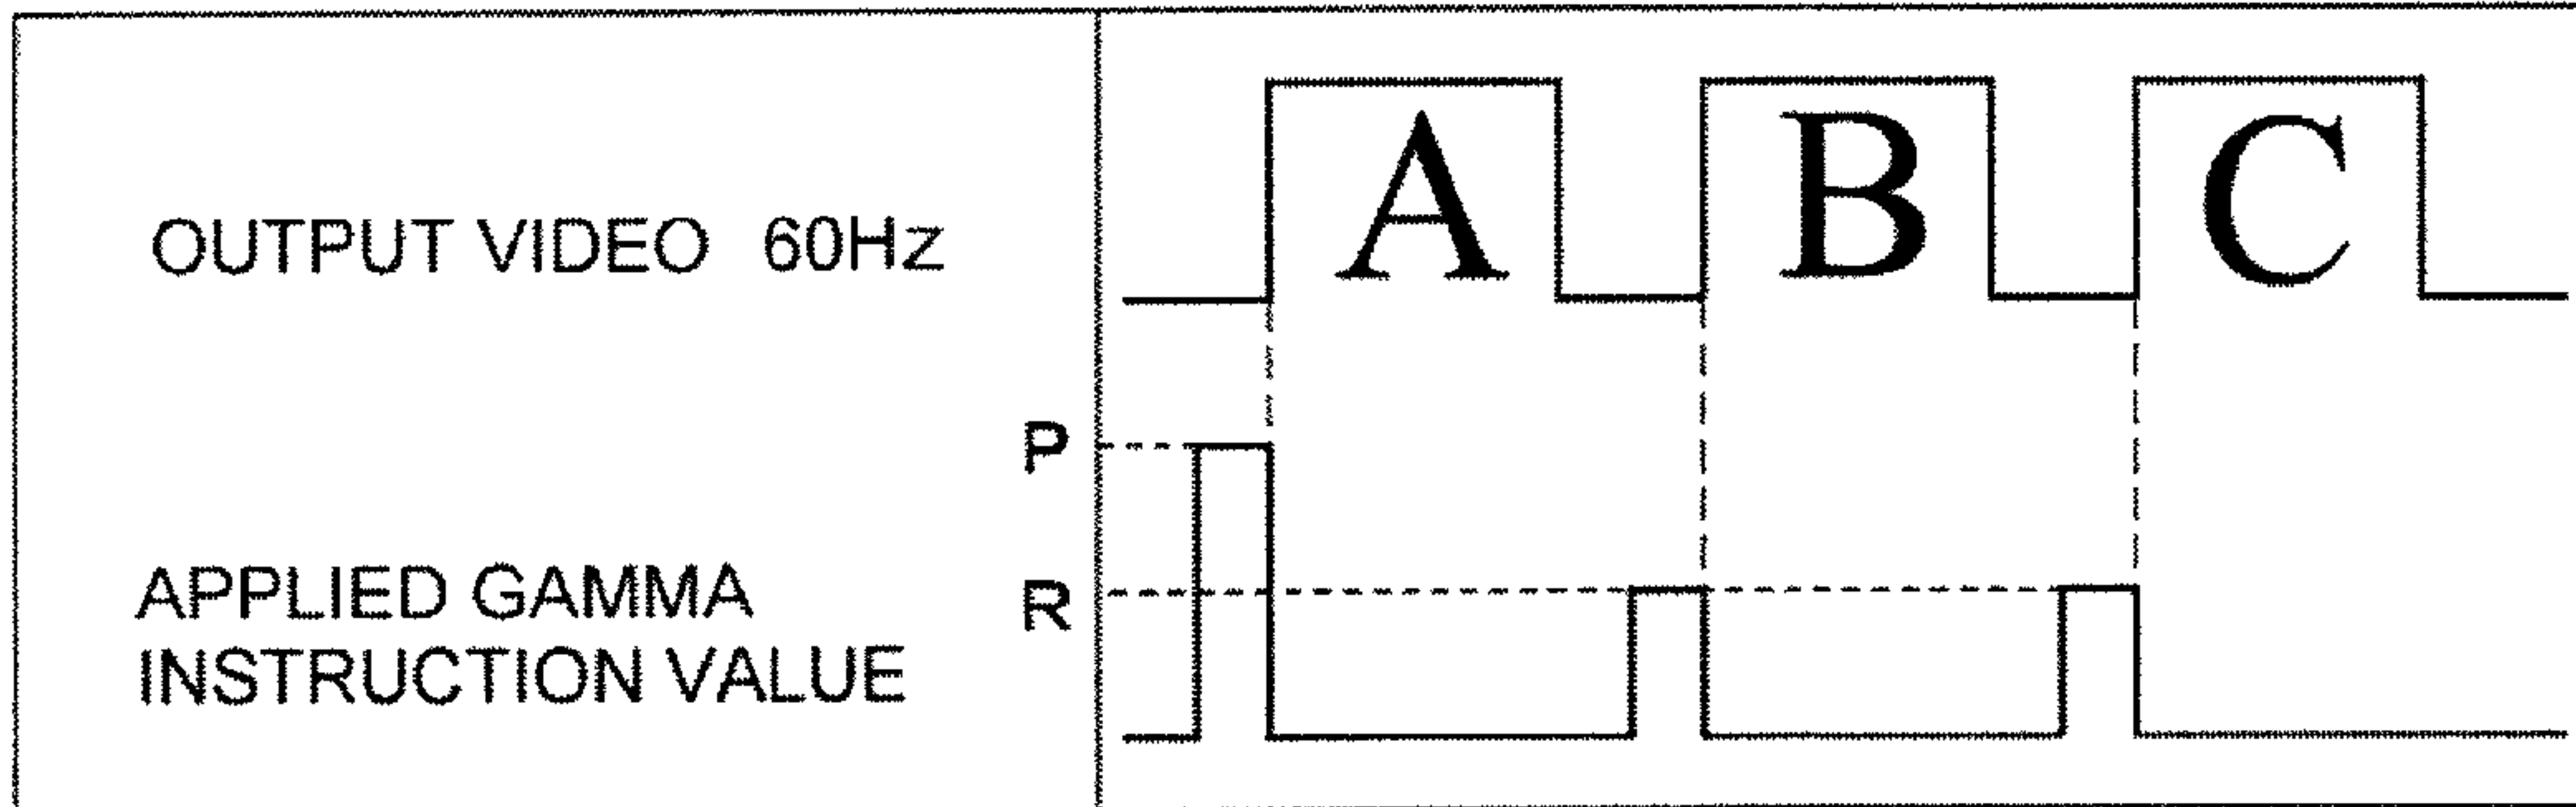 OUTPUT VIDEO 60Hz
A B C
P
R
APPLIED GAMMA
INSTRUCTION VALUE